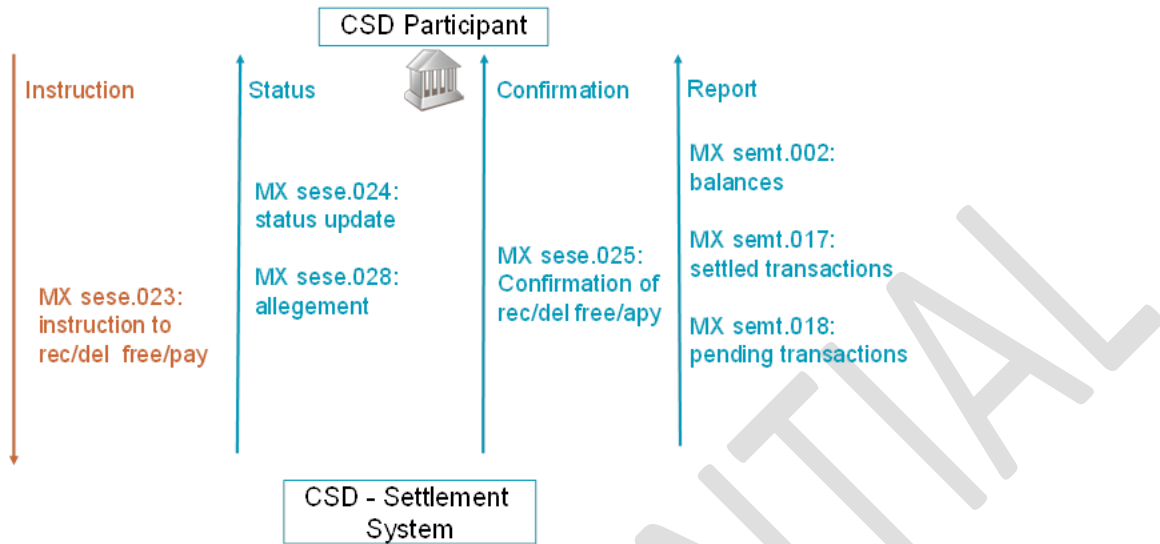 CSD Participant
Instruction
Status
Confirmation
Report
MX sese.023:
instruction to
rec/del free/pay
MX sese.024:
status update
MX sese.028:
allegement
MX sese.025:
Confirmation of
rec/del free/apy
MX semt.002:
balances
MX semt.017:
settled transactions
MX semt.018:
pending transactions
CSD - Settlement
System
NTIAL